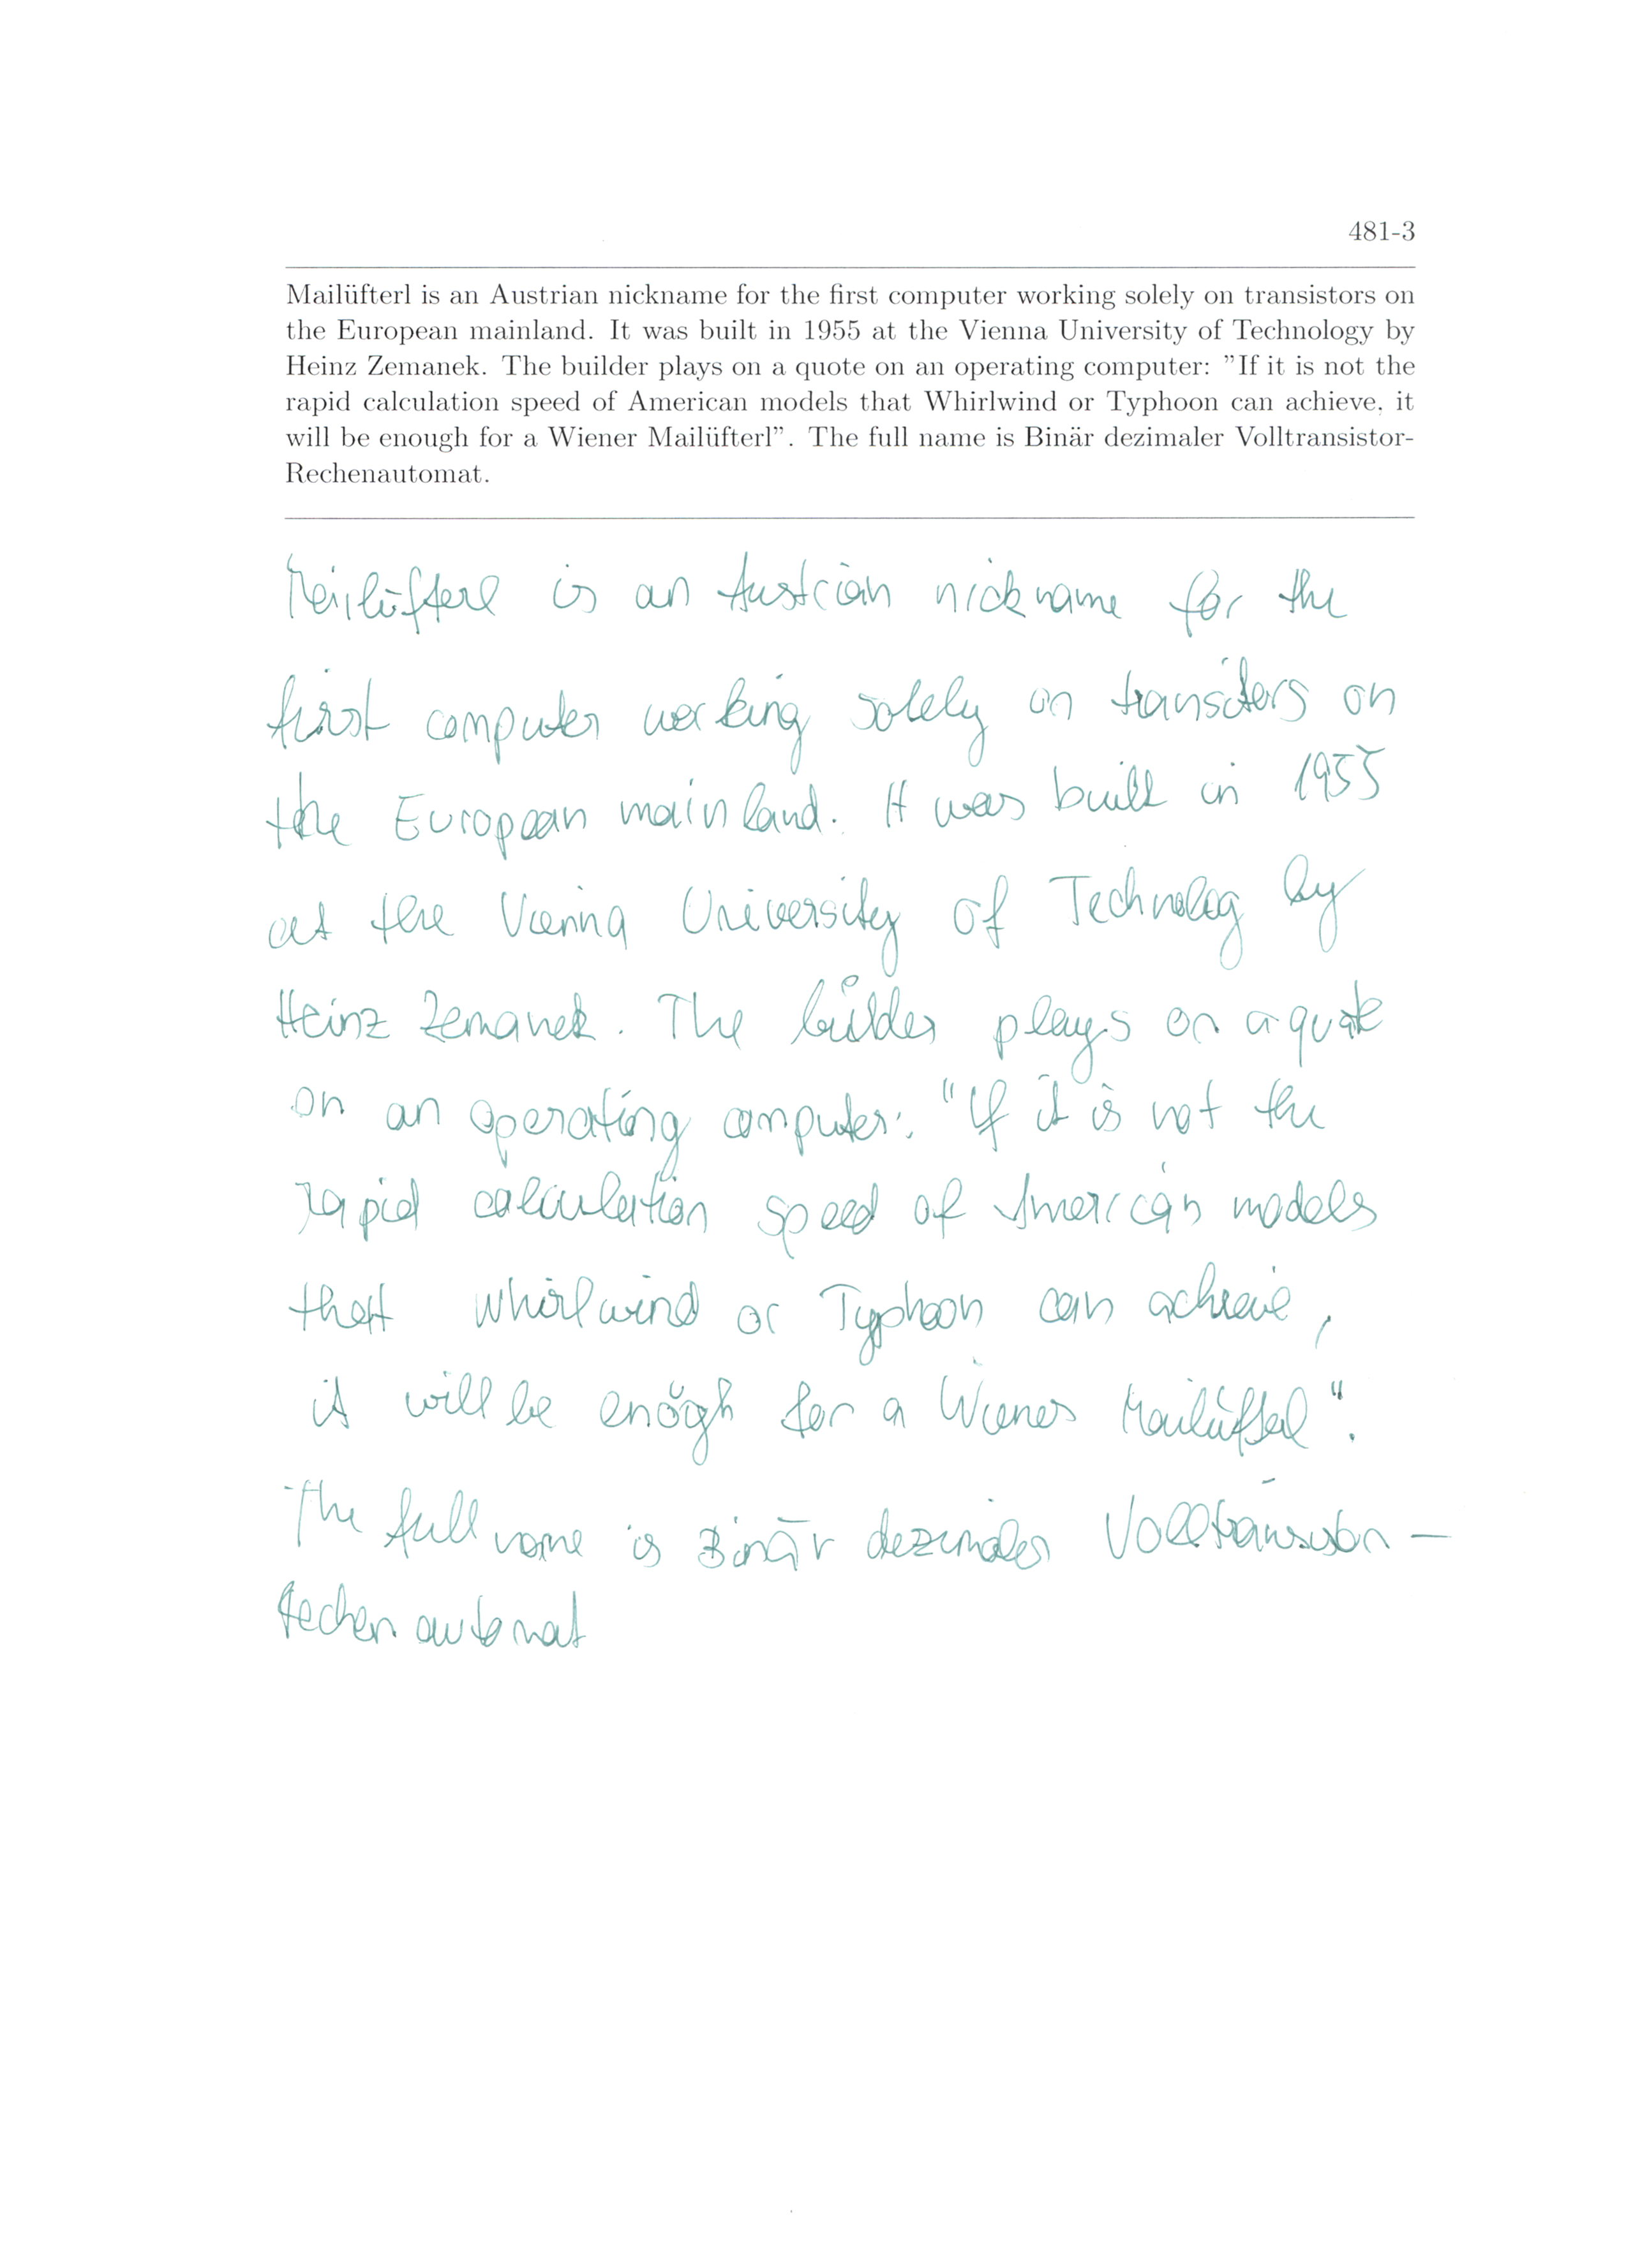 481-3
Mailüfterl is an Austrian nickname for the first computer working solely on transistors on
the European mainland. It was built in 1955 at the Vienna University of Technology by
Heinz Zemanek. The builder plays on a quote on an operating computer: ”If it is not the
rapid calculation speed of American models that Whirlwind or Typhoon can achieve, it
will be enough for a Wiener Mailüfterl”. The full name is Binär dezimaler Volltransistor-
Rechenautomat.
Mailüfterl is an Austrian nickname for the
first computer working solely on transitors on
the European mainland. It was built in 1955
at the Vienna University of Technolog by
Heinz Zemanek. The builder plays on a quote
on an operating computer: "If it is not the
rapid calculation speed of American models
that Whirlwind or Typhoon can achieve,
it will be enough for a Wiener Mailüfterl".
The full name is Binär dezimaler Volltransistor-
Rechenautomat